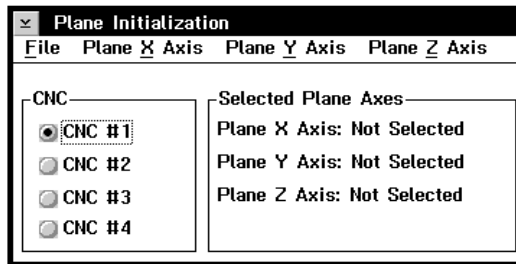 Plane Initialization
File Plane X Axis Plane Y Axis Plane Z Axis
CNC
CNC #1
CNC #2
CNC #3
CNC #4
Selected Plane Axes
Plane X Axis: Not Selected
Plane Y Axis: Not Selected
Plane Z Axis: Not Selected